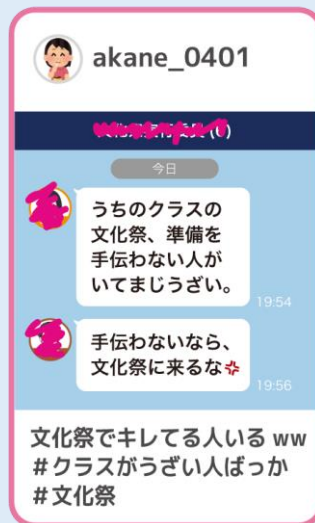 akane_0401
今日
うちのクラスの
文化祭、準備を
手伝わない人が
いてまじうざい。
19:54
手伝わないなら、
文化祭に来るな💢
19:56
文化祭でキレてる人いる ww
#クラスがうざい人ばっか
#文化祭